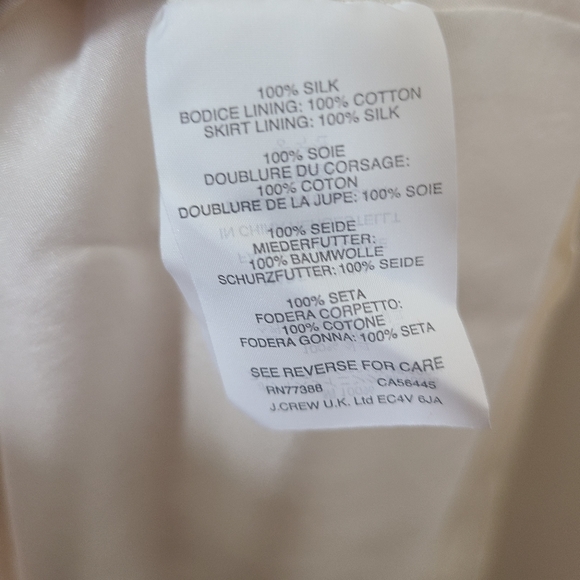 100% SILK
BODICE LINING: 100% COTTON
SKIRT LINING: 100% SILK
100% SOIE
DOUBLURE DU CORSAGE:
100% COTON
DOUBLURE DE LA JUPE: 100% SOIE
100% SEIDE
MIEDERFUTTER:
100% BAUMWOLLE
SCHURZFUTTER: 100% SEIDE
100% SETA
FODERA CORPETTO:
100% COTONE
FODERA GONNA: 100% SETA
SEE REVERSE FOR CARE
RN77388 CA56445
J.CREW U.K. Ltd EC4V 6JA